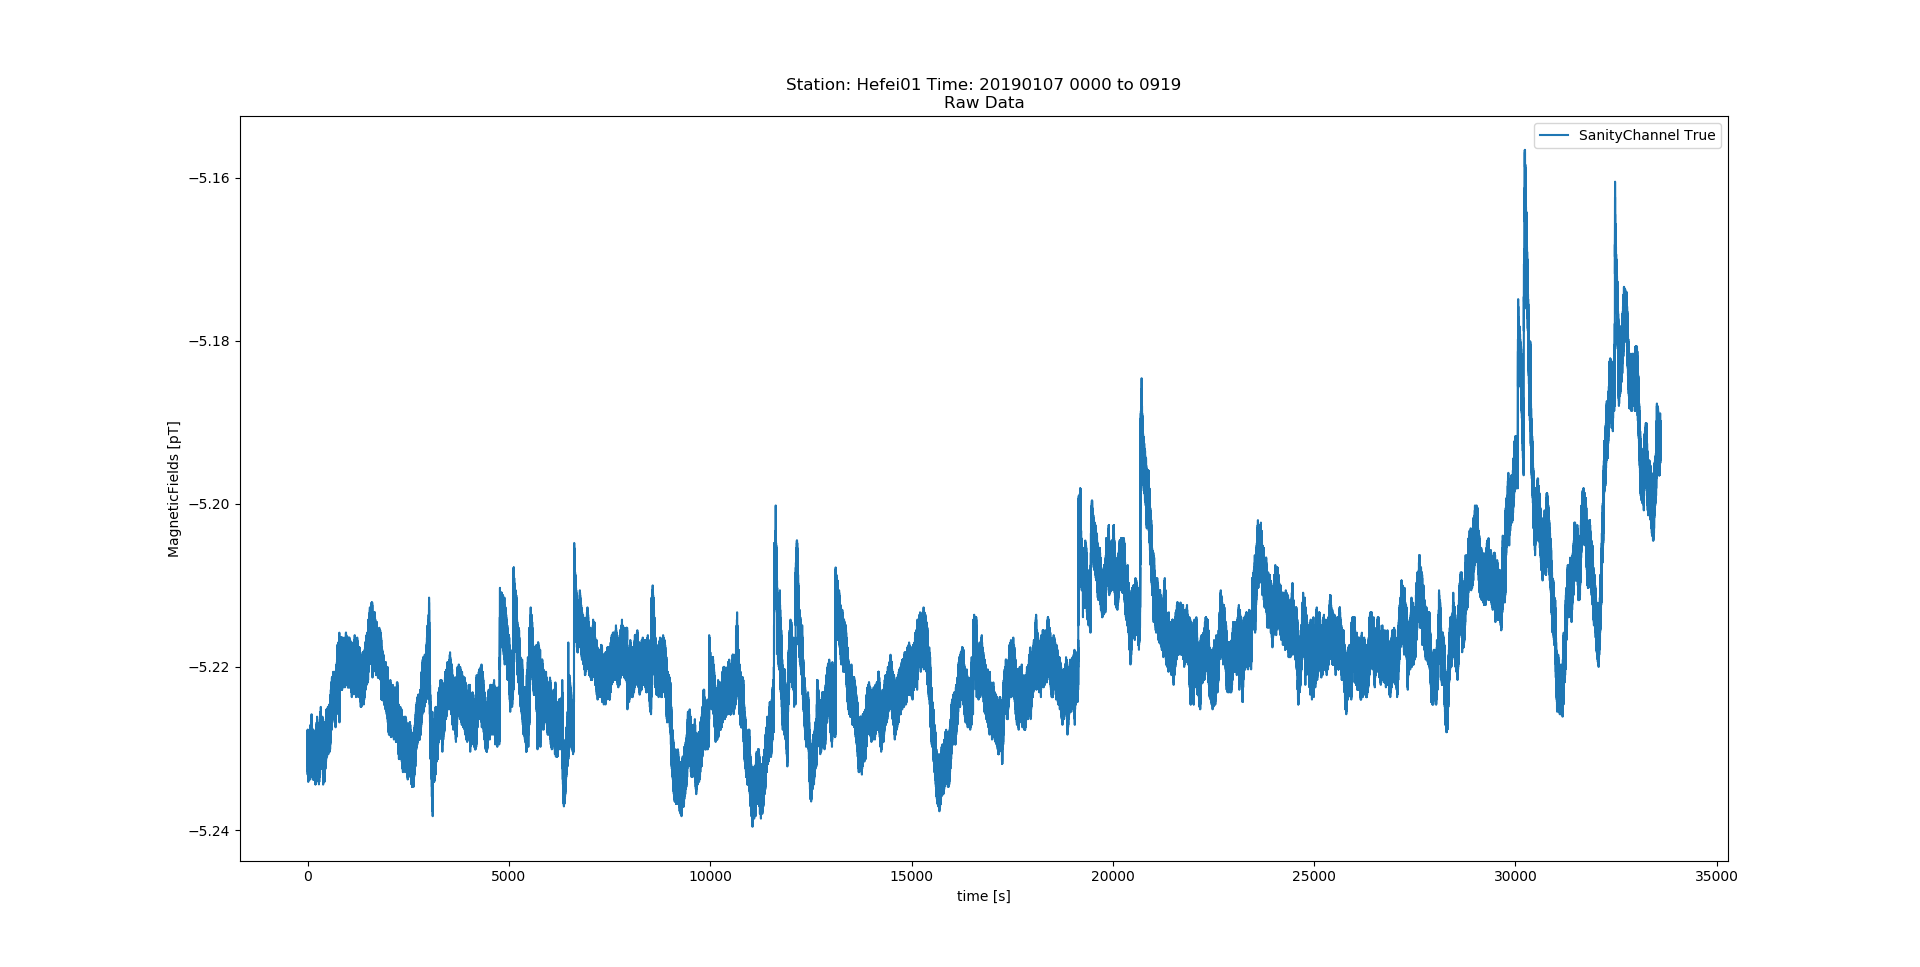 Station: Hefei01 Time: 20190107 0000 to 0919
Raw Data
SanityChannel True
MagneticFields [pT]
−5.16
−5.18
−5.20
−5.22
−5.24
0 5000 10000 15000 20000 25000 30000 35000
time [s]